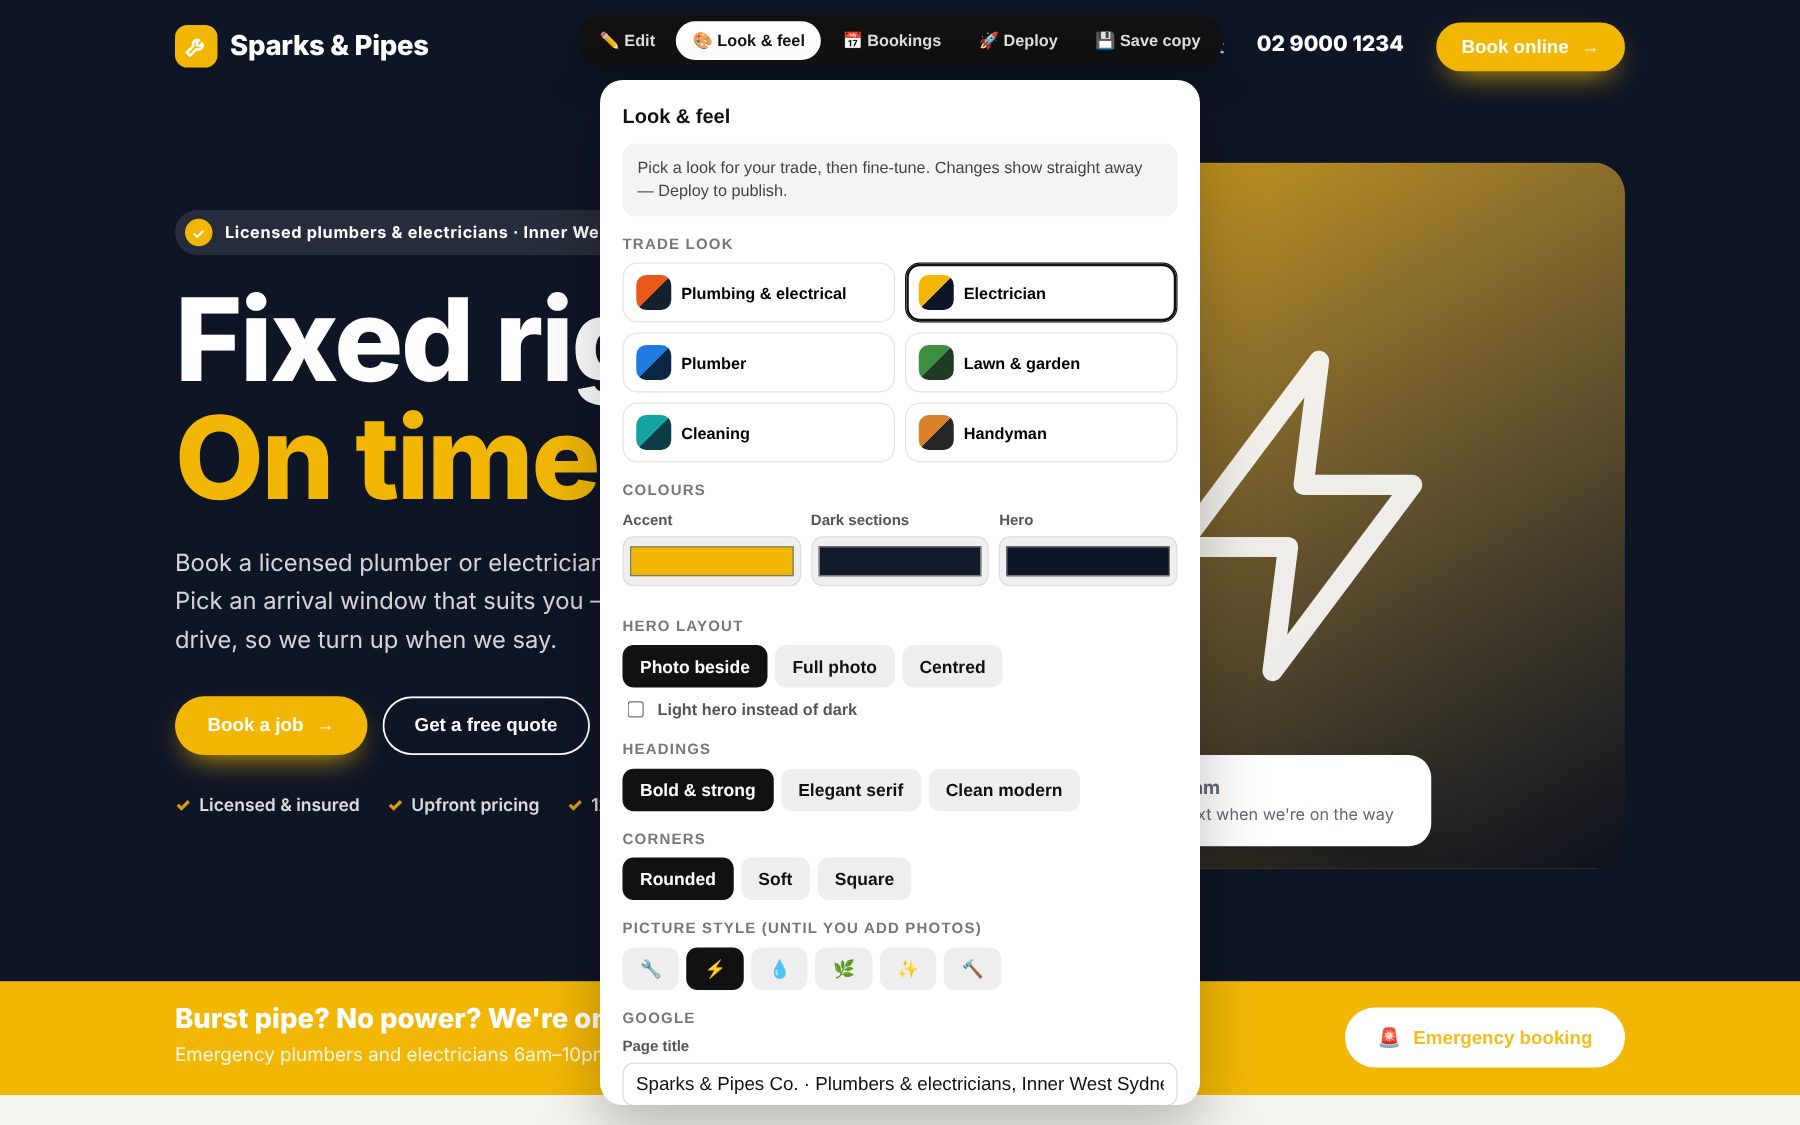 Sparks & Pipes
Edit
Look & feel
Bookings
Deploy
Save copy
02 9000 1234
Book online →
Look & feel
Pick a look for your trade, then fine-tune. Changes show straight away
— Deploy to publish.
TRADE LOOK
Plumbing & electrical
Electrician
Plumber
Lawn & garden
Cleaning
Handyman
COLOURS
Accent
Dark sections
Hero
HERO LAYOUT
Photo beside
Full photo
Centred
Light hero instead of dark
HEADINGS
Bold & strong
Elegant serif
Clean modern
CORNERS
Rounded
Soft
Square
PICTURE STYLE (UNTIL YOU ADD PHOTOS)
GOOGLE
Page title
Sparks & Pipes Co. · Plumbers & electricians, Inner West
Licensed plumbers & electricians · Inner
Fixed
On time
Book a licensed plumber or electrician
Pick an arrival window that suits you –
drive, so we turn up when we say.
Book a job →
Get a free quote
Licensed & insured
Upfront pricing
when we're on the way
Burst pipe? No power? We're
Emergency plumbers and electricians
Emergency booking